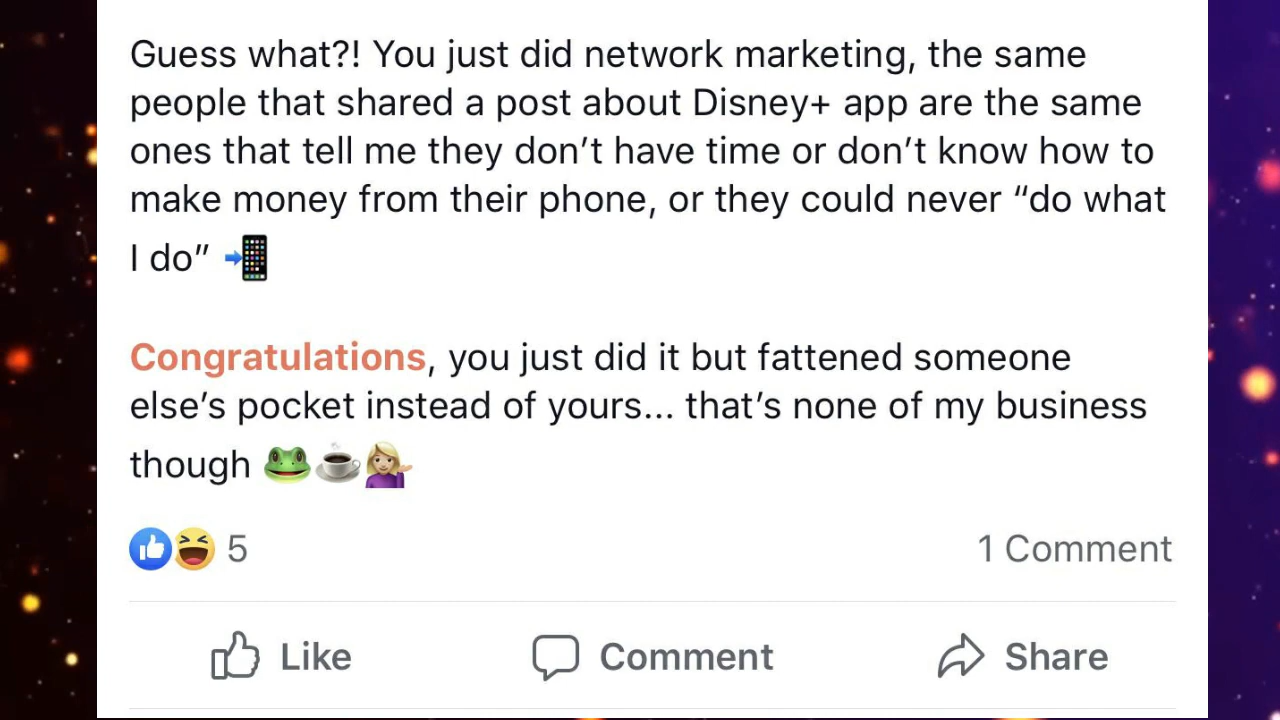 Guess what?! You just did network marketing, the same
people that shared a post about Disney+ app are the same
ones that tell me they don’t have time or don’t know how to
make money from their phone, or they could never “do what
I do” 📲
Congratulations, you just did it but fattened someone
else’s pocket instead of yours... that’s none of my business
though 🐸☕💁🏼‍♀️
5
1 Comment
Like
Comment
Share